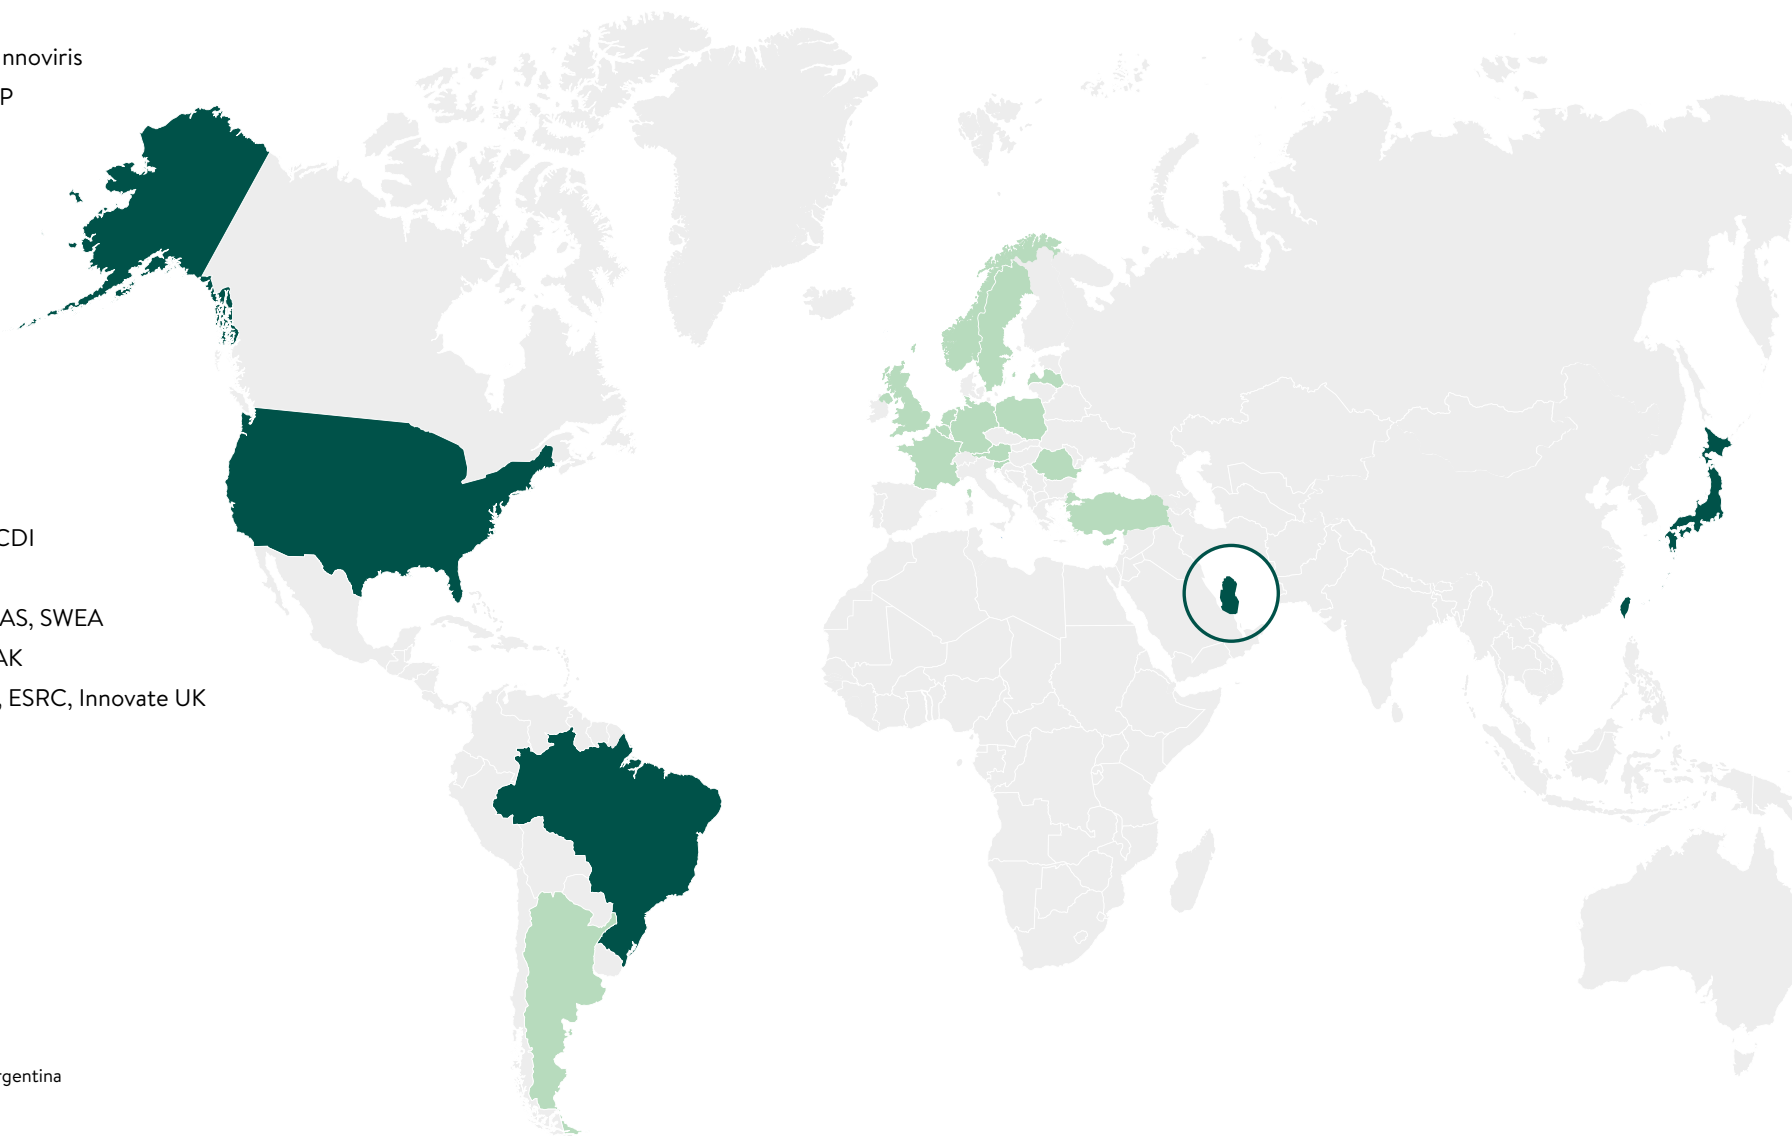 nnoviris
P
CDI
AS, SWEA
AK
, ESRC, Innovate UK
rgentina